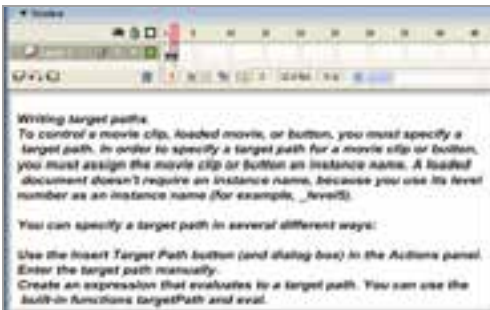 Writing target paths
To control a movie clip, loaded movie, or button, you must specify a
target path. In order to specify a target path for a movie clip or button,
you must assign the movie clip or button an instance name. A loaded
document doesn't require an instance name, because you use its level
number as an instance name (for example, _level5).
You can specify a target path in several different ways:
Use the Insert Target Path button (and dialog box) in the Actions panel.
Enter the target path manually.
Create an expression that evaluates to a target path. You can use the
built-in functions targetPath and eval.